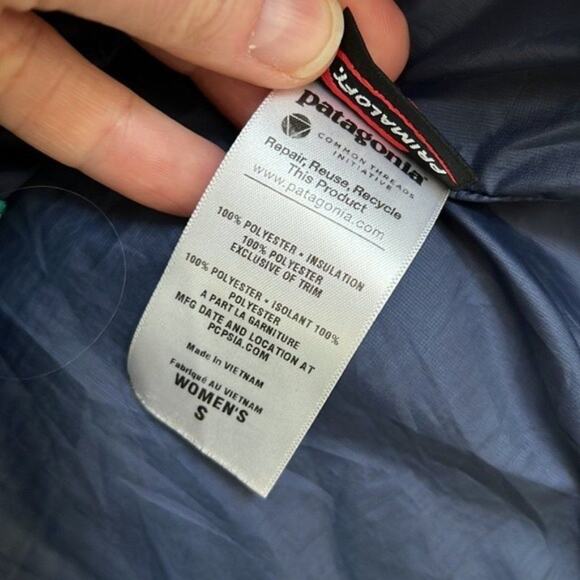 PRIMALOFT.
patagonia
COMMON THREADS
INITIATIVE
Repair, Reuse, Recycle
This Product
www.patagonia.com
100% POLYESTER • INSULATION
100% POLYESTER
EXCLUSIVE OF TRIM
100% POLYESTER • ISOLANT 100%
POLYESTER
A PART LA GARNITURE
MFG DATE AND LOCATION AT
PCPSIA.COM
Made in VIETNAM
Fabriqué AU VIETNAM
WOMEN'S
S